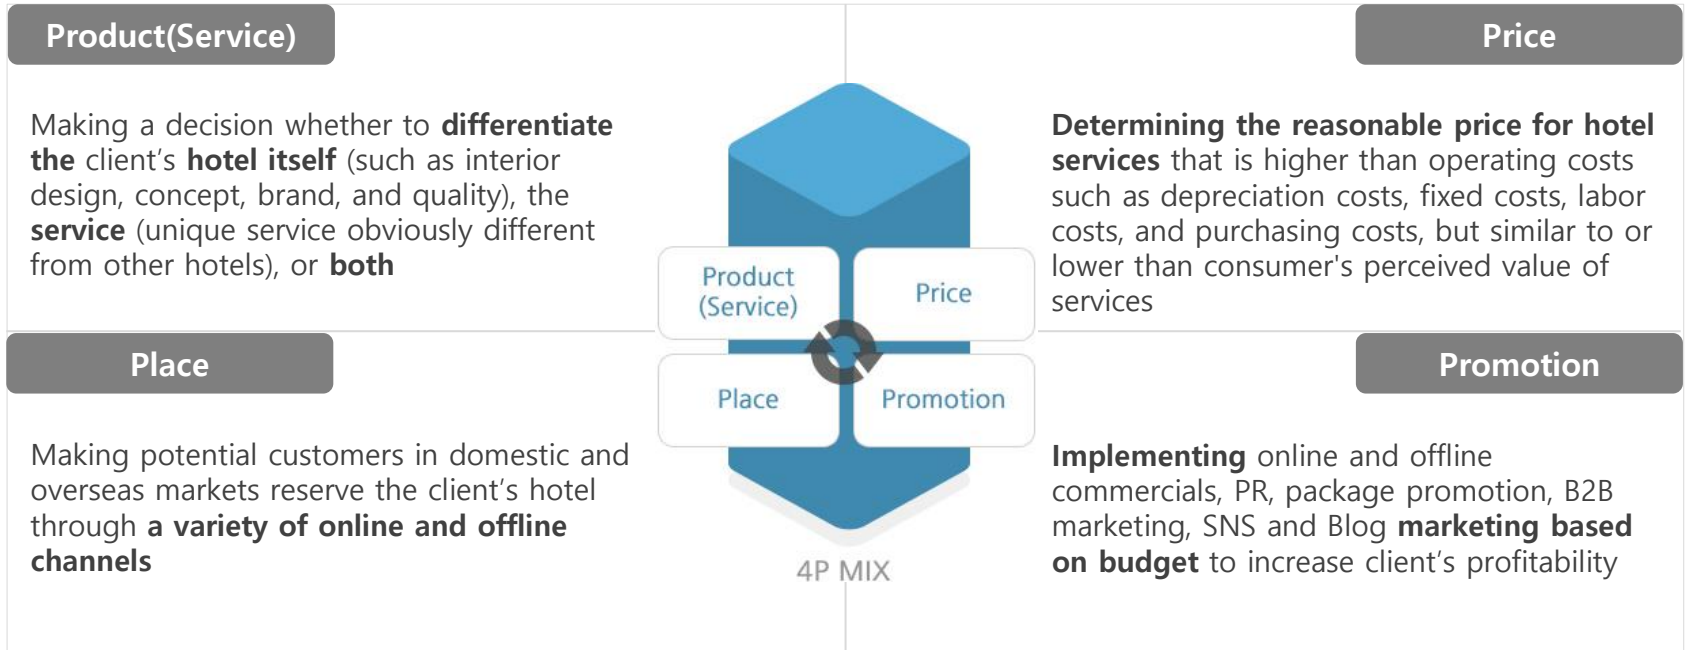 Product(Service)
Making a decision whether to differentiate
the client's hotel itself (such as interior
design, concept, brand, and quality), the
service (unique service obviously different
from other hotels), or both
Price
Determining the reasonable price for hotel
services that is higher than operating costs
such as depreciation costs, fixed costs, labor
costs, and purchasing costs, but similar to or
lower than consumer's perceived value of
services
Product
(Service)
Price
Place
Promotion
4P MIX
Place
Making potential customers in domestic and
overseas markets reserve the client's hotel
through a variety of online and offline
channels
Promotion
Implementing online and offline
commercials, PR, package promotion, B2B
marketing, SNS and Blog marketing based
on budget to increase client's profitability